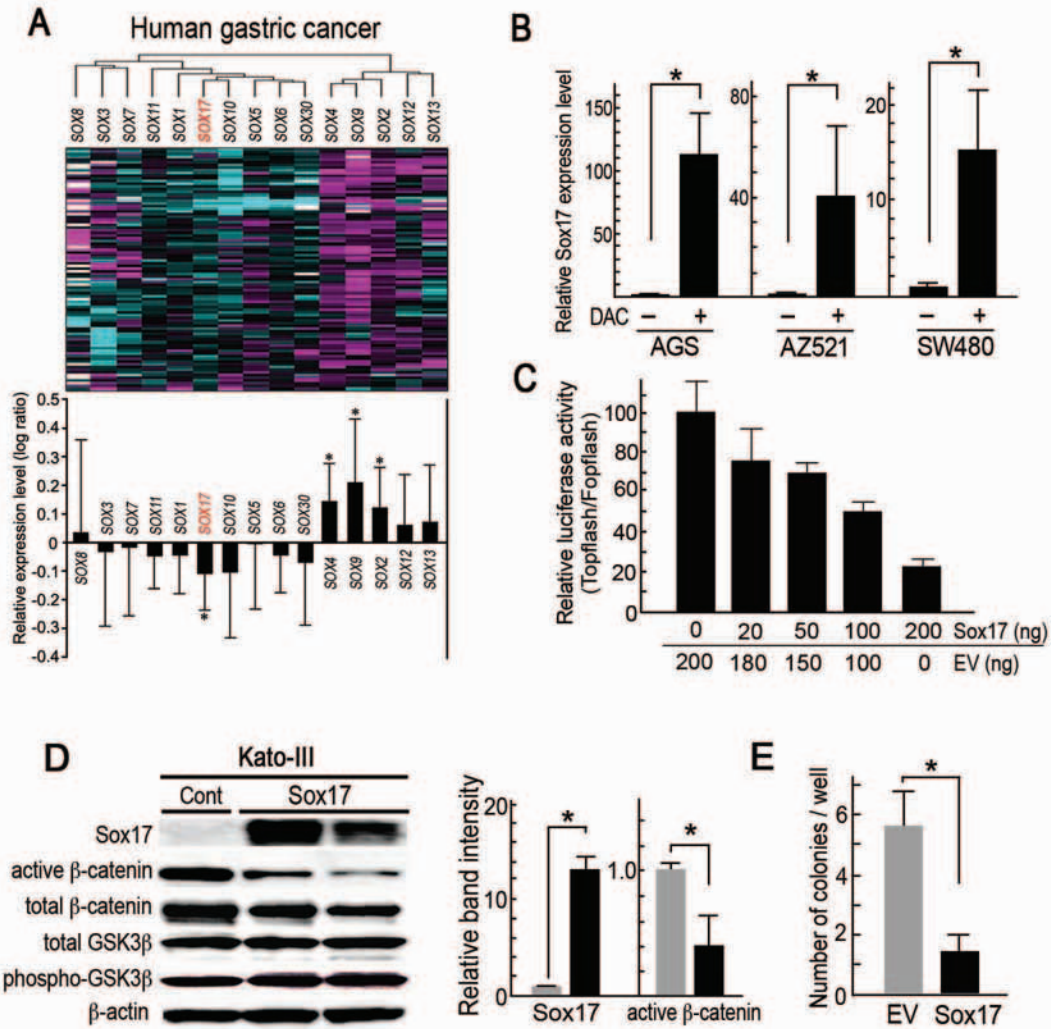 A
Human gastric cancer
SOX8 SOX3 SOX7 SOX11 SOX1 SOX17 SOX10 SOX5 SOX6 SOX30 SOX4 SOX9 SOX2 SOX12 SOX13
Relative expression level (log ratio)
0.5
0.4
0.3
0.2
0.1
0
-0.1
-0.2
-0.3
-0.4
SOX8 SOX3 SOX7 SOX11 SOX1 SOX17 SOX10 SOX5 SOX6 SOX30 SOX4 SOX9 SOX2 SOX12 SOX13
* * * *
B
Relative Sox17 expression level
150
100
50
80
40
20
10
* * *
DAC − + − + − +
AGS AZ521 SW480
C
Relative luciferase activity
(Topflash/Fopflash)
100
80
60
40
20
0
0 20 50 100 200 Sox17 (ng)
200 180 150 100 0 EV (ng)
D
Kato-III
Cont Sox17
Sox17
active β-catenin
total β-catenin
total GSK3β
phospho-GSK3β
β-actin
Relative band intensity
20
10
0
1.0
* *
Sox17 active β-catenin
E
Number of colonies / well
6
4
2
0
*
EV Sox17